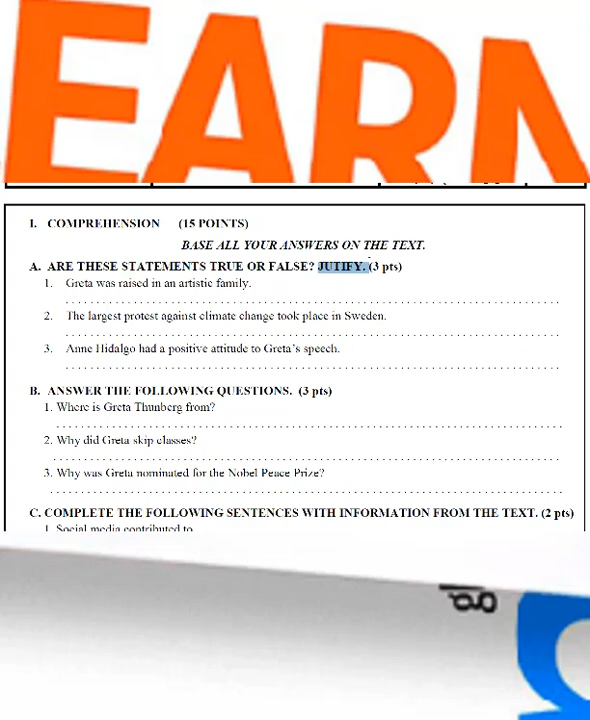 EARN
I. COMPREHENSION (15 POINTS)
BASE ALL YOUR ANSWERS ON THE TEXT.
A. ARE THESE STATEMENTS TRUE OR FALSE? JUTIFY. (3 pts)
1. Greta was raised in an artistic family.
2. The largest protest against climate change took place in Sweden.
3. Anne Hidalgo had a positive attitude to Greta's speech.
B. ANSWER THE FOLLOWING QUESTIONS. (3 pts)
1. Where is Greta Thunberg from?
2. Why did Greta skip classes?
3. Why was Greta nominated for the Nobel Peace Prize?
C. COMPLETE THE FOLLOWING SENTENCES WITH INFORMATION FROM THE TEXT. (2 pts)
1. Social media contributed to